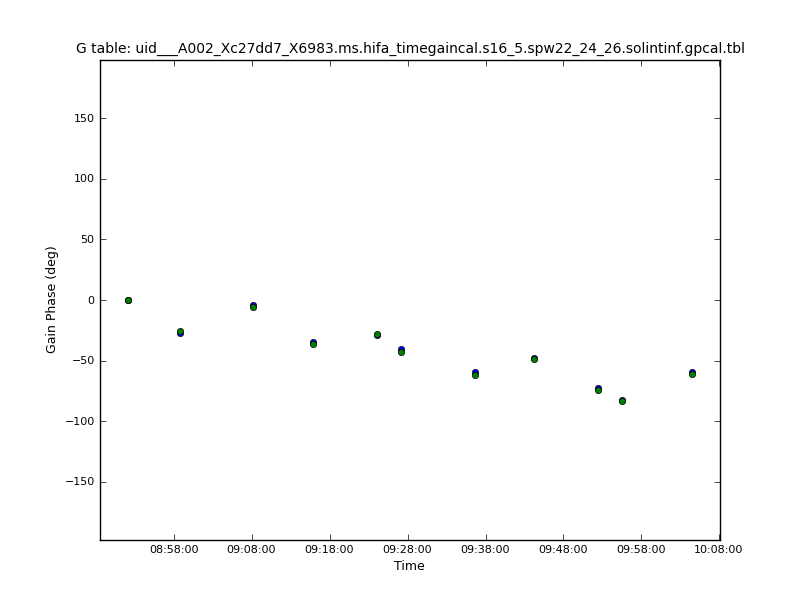 G table: uid___A002_Xc27dd7_X6983.ms.hifa_timegaincal.s16_5.spw22_24_26.solintinf.gpcal.tbl
150
100
50
0
−50
−100
−150
Gain Phase (deg)
08:58:00 09:08:00 09:18:00 09:28:00 09:38:00 09:48:00 09:58:00 10:08:00
Time